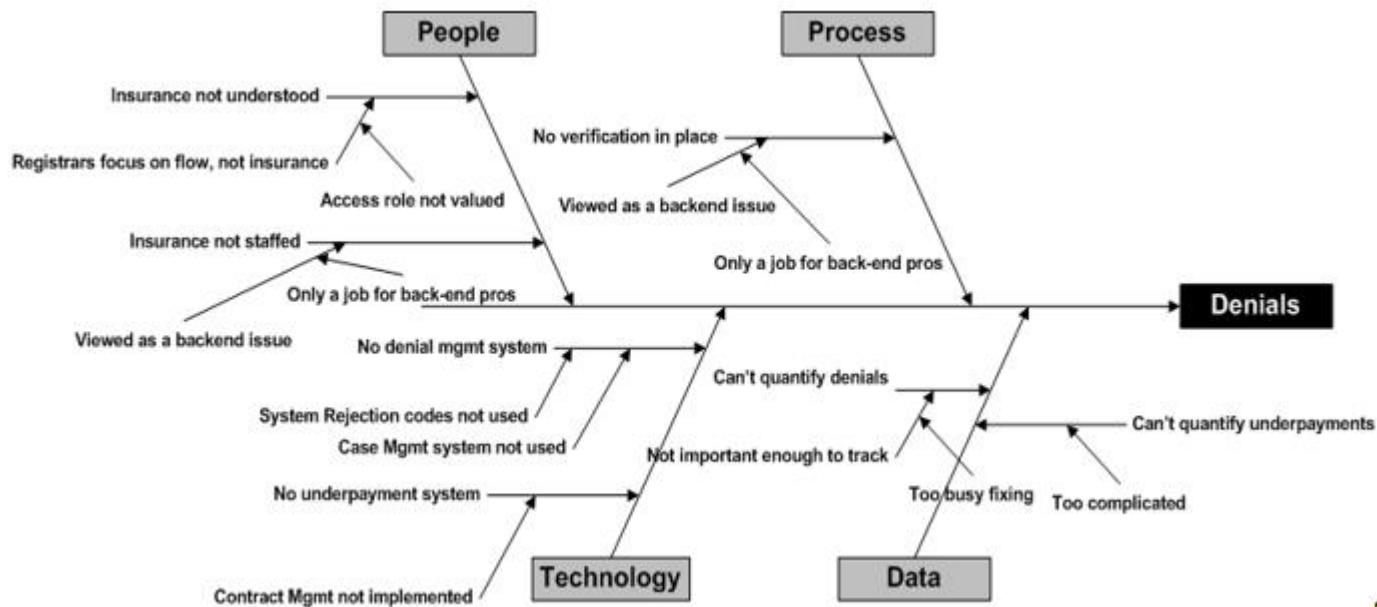 People
Process
Insurance not understood
No verification in place
Registrars focus on flow, not insurance
Access role not valued
Viewed as a backend issue
Insurance not staffed
Only a job for back-end pros
Only a job for back-end pros
Denials
Viewed as a backend issue
No denial mgmt system
Can't quantify denials
System Rejection codes not used
Can't quantify underpayments
Case Mgmt system not used
Not important enough to track
No underpayment system
Too busy fixing
Too complicated
Technology
Data
Contract Mgmt not implemented